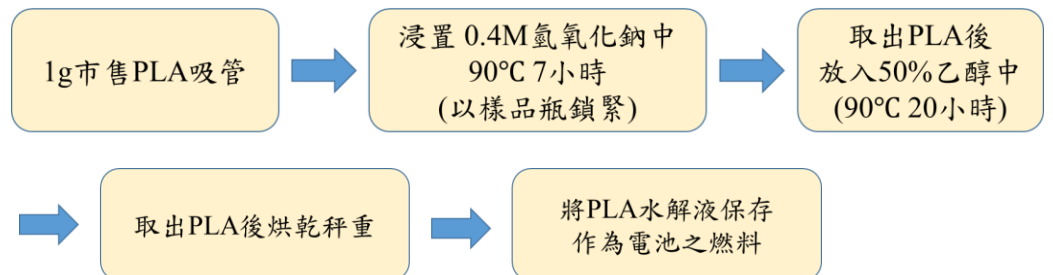 1g市售PLA吸管
浸置 0.4M氫氧化鈉中
90℃ 7小時
(以樣品瓶鎖緊)
取出PLA後
放入50%乙醇中
(90℃ 20小時)
取出PLA後烘乾秤重
將PLA水解液保存
作為電池之燃料